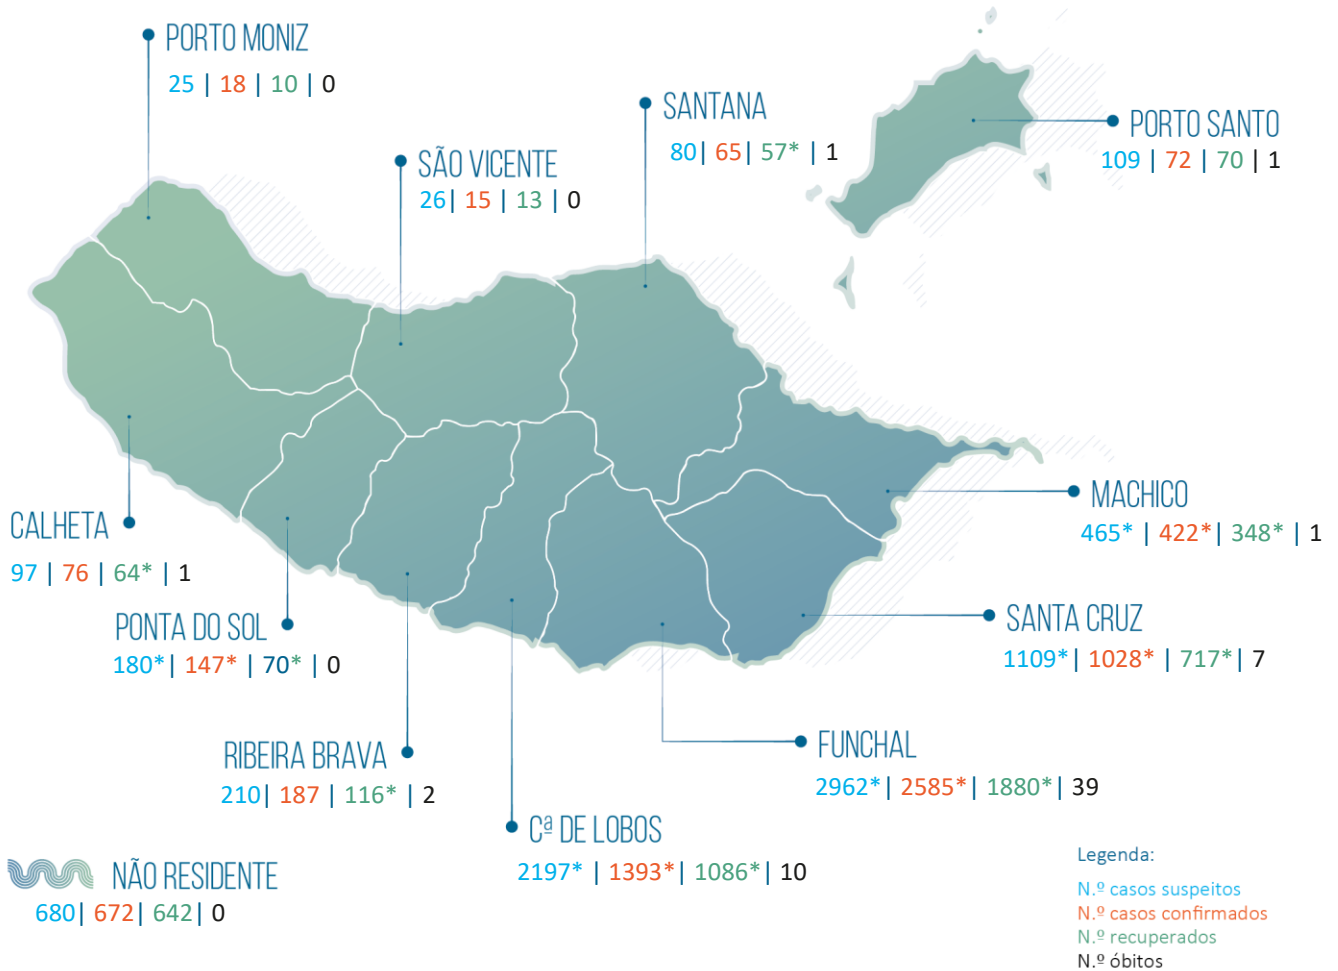 PORTO MONIZ
25 | 18 | 10 | 0
SANTANA
80| 65| 57* | 1
PORTO SANTO
109 | 72 | 70 | 1
SÃO VICENTE
26| 15 | 13 | 0
MACHICO
465* | 422*| 348* | 1
CALHETA
97 | 76 | 64* | 1
PONTA DO SOL
180*| 147* | 70* | 0
SANTA CRUZ
1109*| 1028* | 717*| 7
RIBEIRA BRAVA
210| 187 | 116* | 2
FUNCHAL
2962*| 2585*| 1880*| 39
Cª DE LOBOS
2197* | 1393*| 1086*| 10
NÃO RESIDENTE
680| 672| 642| 0
Legenda:
N.º casos suspeitos
N.º casos confirmados
N.º recuperados
N.º óbitos